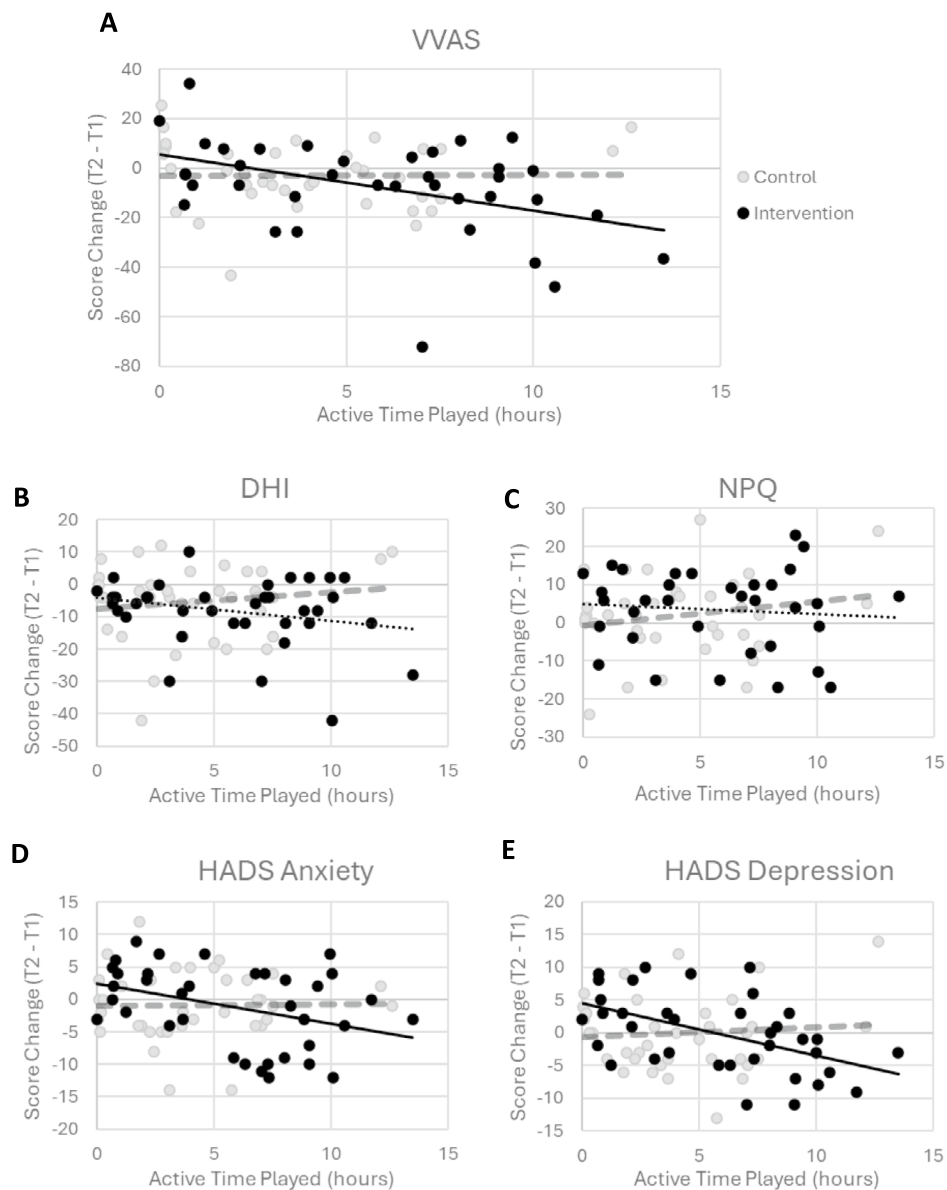 A
VVAS
40
20
0
-20
-40
-60
-80
Score Change (T2 - T1)
0 5 10 15
Active Time Played (hours)
Control
Intervention
B
DHI
20
10
0
-10
-20
-30
-40
-50
Score Change (T2 - T1)
0 5 10 15
Active Time Played (hours)
C
NPQ
30
20
10
0
-10
-20
-30
Score Change (T2 - T1)
0 5 10 15
Active Time Played (hours)
D
HADS Anxiety
15
10
5
0
-5
-10
-15
-20
Score Change (T2 - T1)
0 5 10 15
Active Time Played (hours)
E
HADS Depression
20
15
10
5
0
-5
-10
-15
Score Change (T2 - T1)
0 5 10 15
Active Time Played (hours)